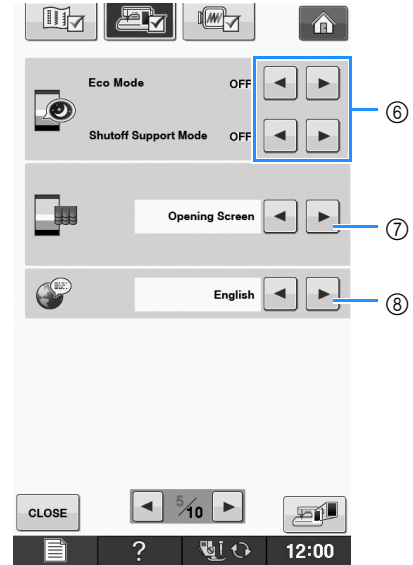 Eco Mode OFF
⑥
Shutoff Support Mode OFF
Opening Screen
⑦
English
⑧
CLOSE
5/10
?
12:00